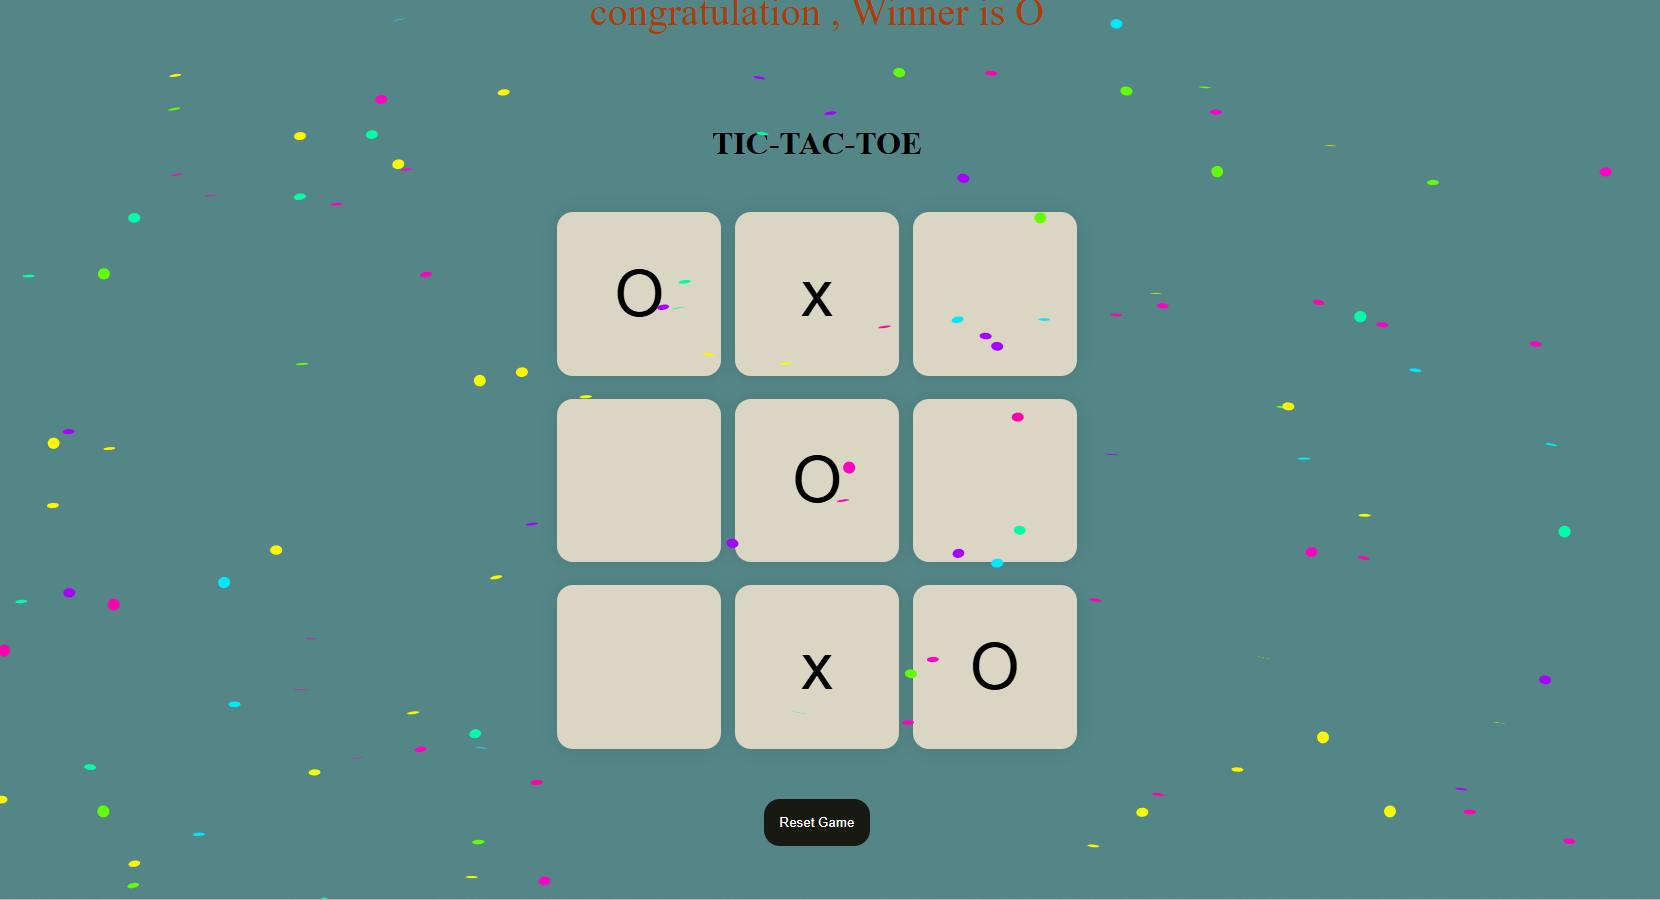 congratulation , Winner is O
TIC-TAC-TOE
O x
O
x O
Reset Game